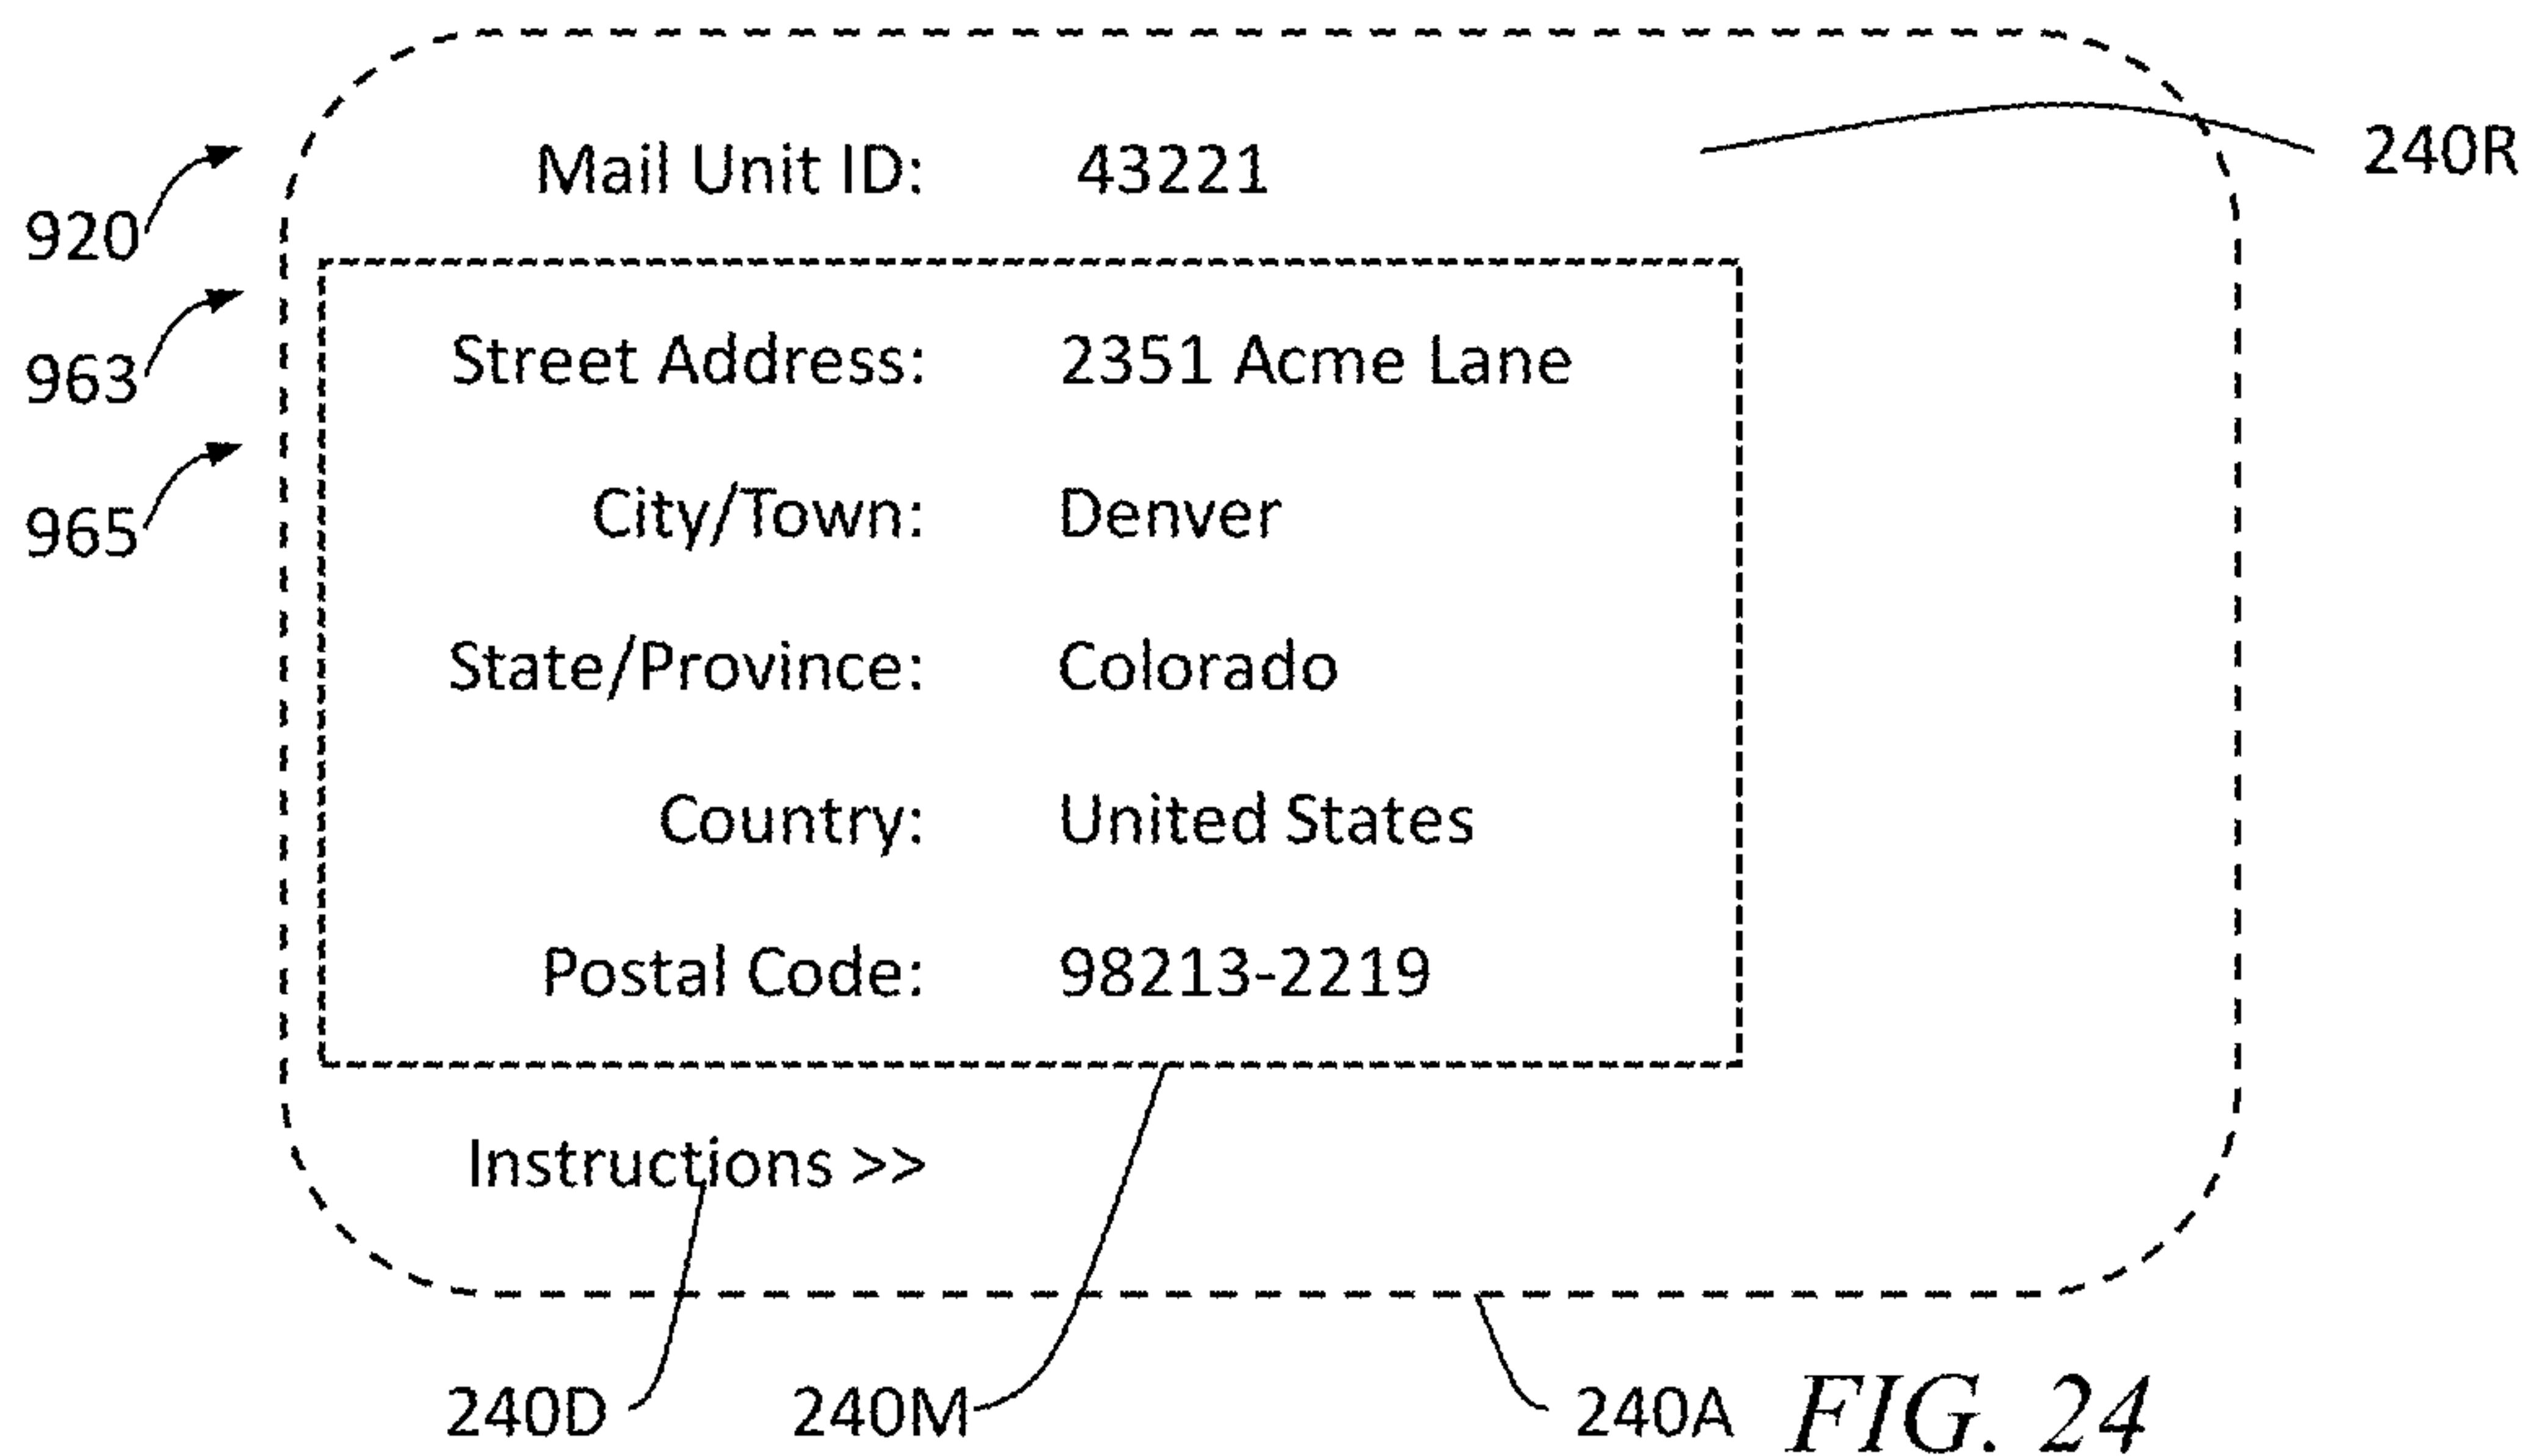 Mail Unit ID: 43221 240R
920
963
Street Address: 2351 Acme Lane
965
City/Town: Denver
State/Province: Colorado
Country: United States
Postal Code: 98213-2219
Instructions >>
240D 240M 240A FIG. 24